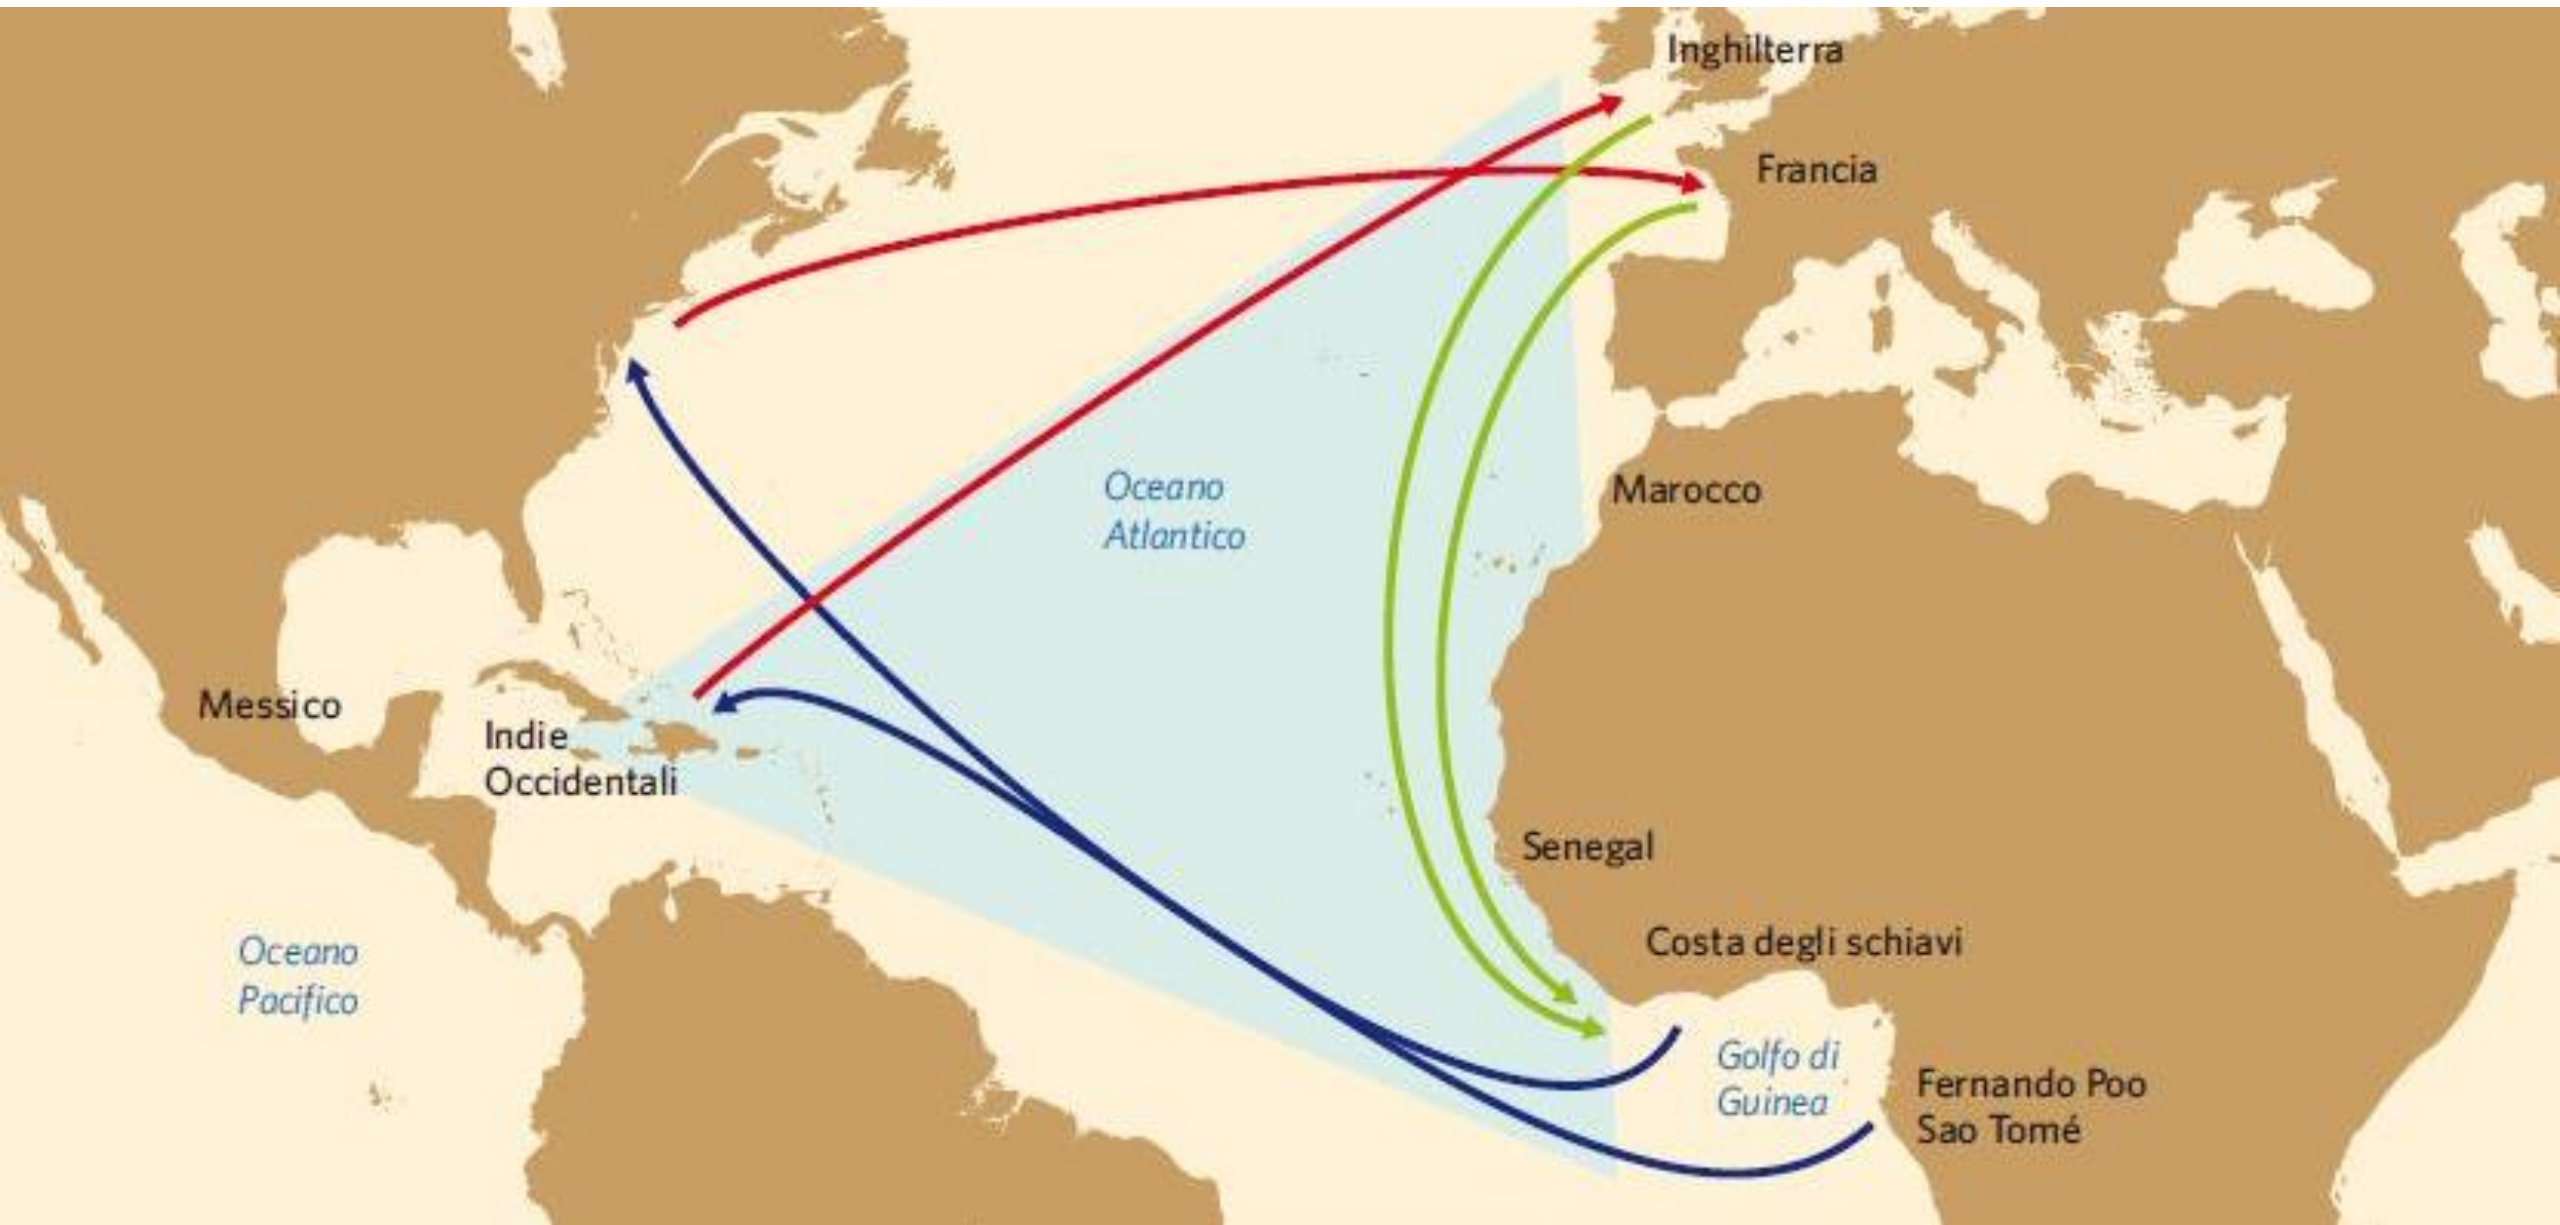 Inghilterra
Francia
Oceano
Atlantico
Marocco
Messico
Indie
Occidentali
Senegal
Oceano
Pacifico
Costa degli schiavi
Golfo di
Guinea
Fernando Poo
Sao Tomé